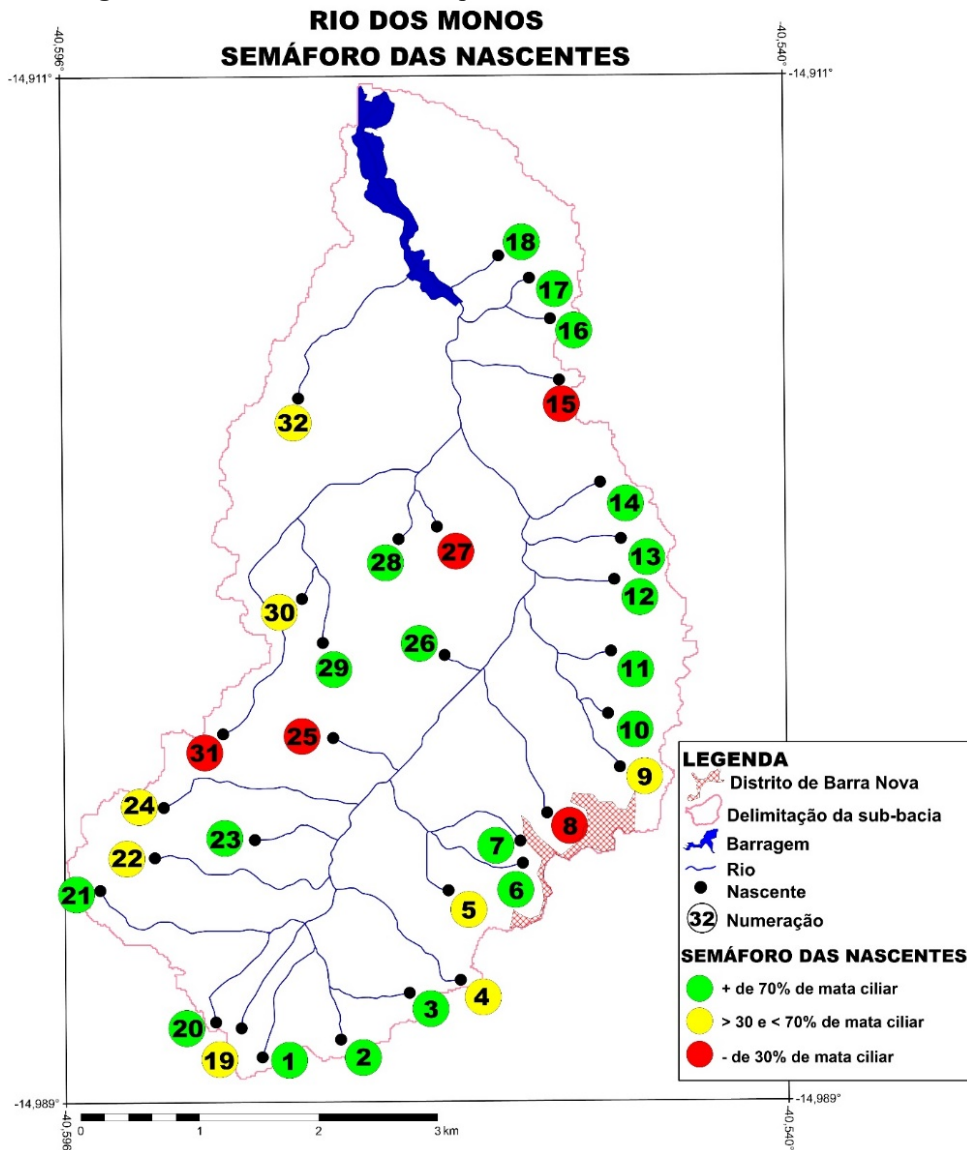 RIO DOS MONOS
SEMÁFORO DAS NASCENTES
-40,596°
-40,540°
-14,911°
-14,911°
18
17
16
15
32
14
13
12
28
27
30
29
26
11
10
9
25
31
24
23
22
21
8
7
6
5
4
3
2
1
20
19
LEGENDA
Distrito de Barra Nova
Delimitação da sub-bacia
Barragem
Rio
Nascente
32 Numeração
SEMÁFORO DAS NASCENTES
+ de 70% de mata ciliar
> 30 e < 70% de mata ciliar
- de 30% de mata ciliar
-14,989°
-14,989°
-40,596°
-40,540°
0 1 2 3 km